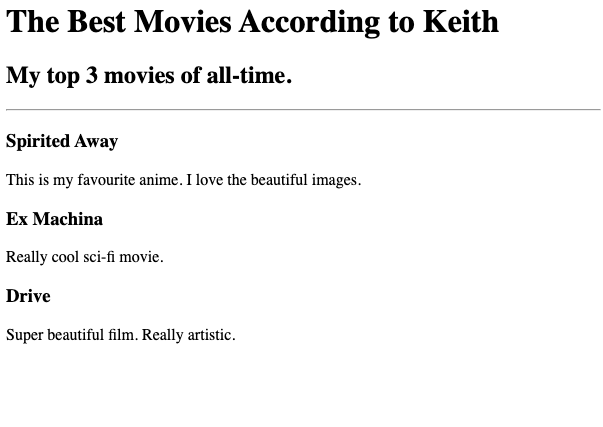 The Best Movies According to Keith
My top 3 movies of all-time.
Spirited Away
This is my favourite anime. I love the beautiful images.
Ex Machina
Really cool sci-fi movie.
Drive
Super beautiful film. Really artistic.